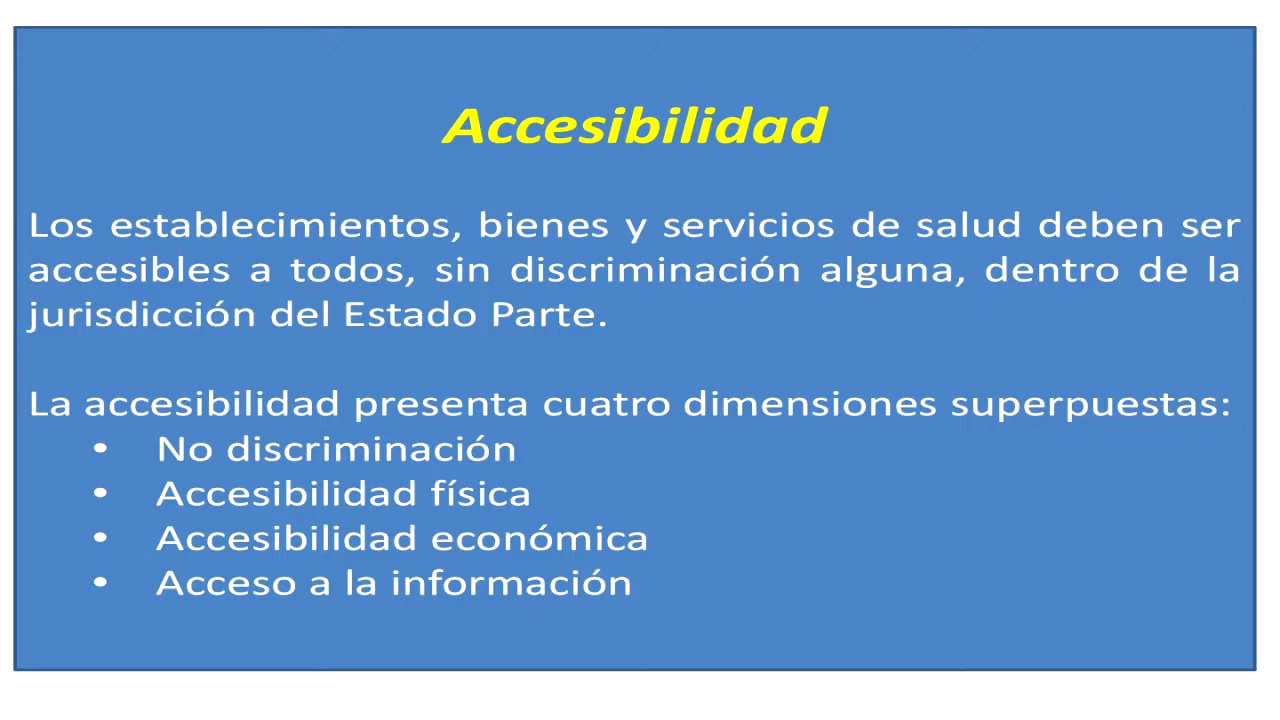 Accesibilidad
Los establecimientos, bienes y servicios de salud deben ser
accesibles a todos, sin discriminación alguna, dentro de la
jurisdicción del Estado Parte.
La accesibilidad presenta cuatro dimensiones superpuestas:
• No discriminación
• Accesibilidad física
• Accesibilidad económica
• Acceso a la información